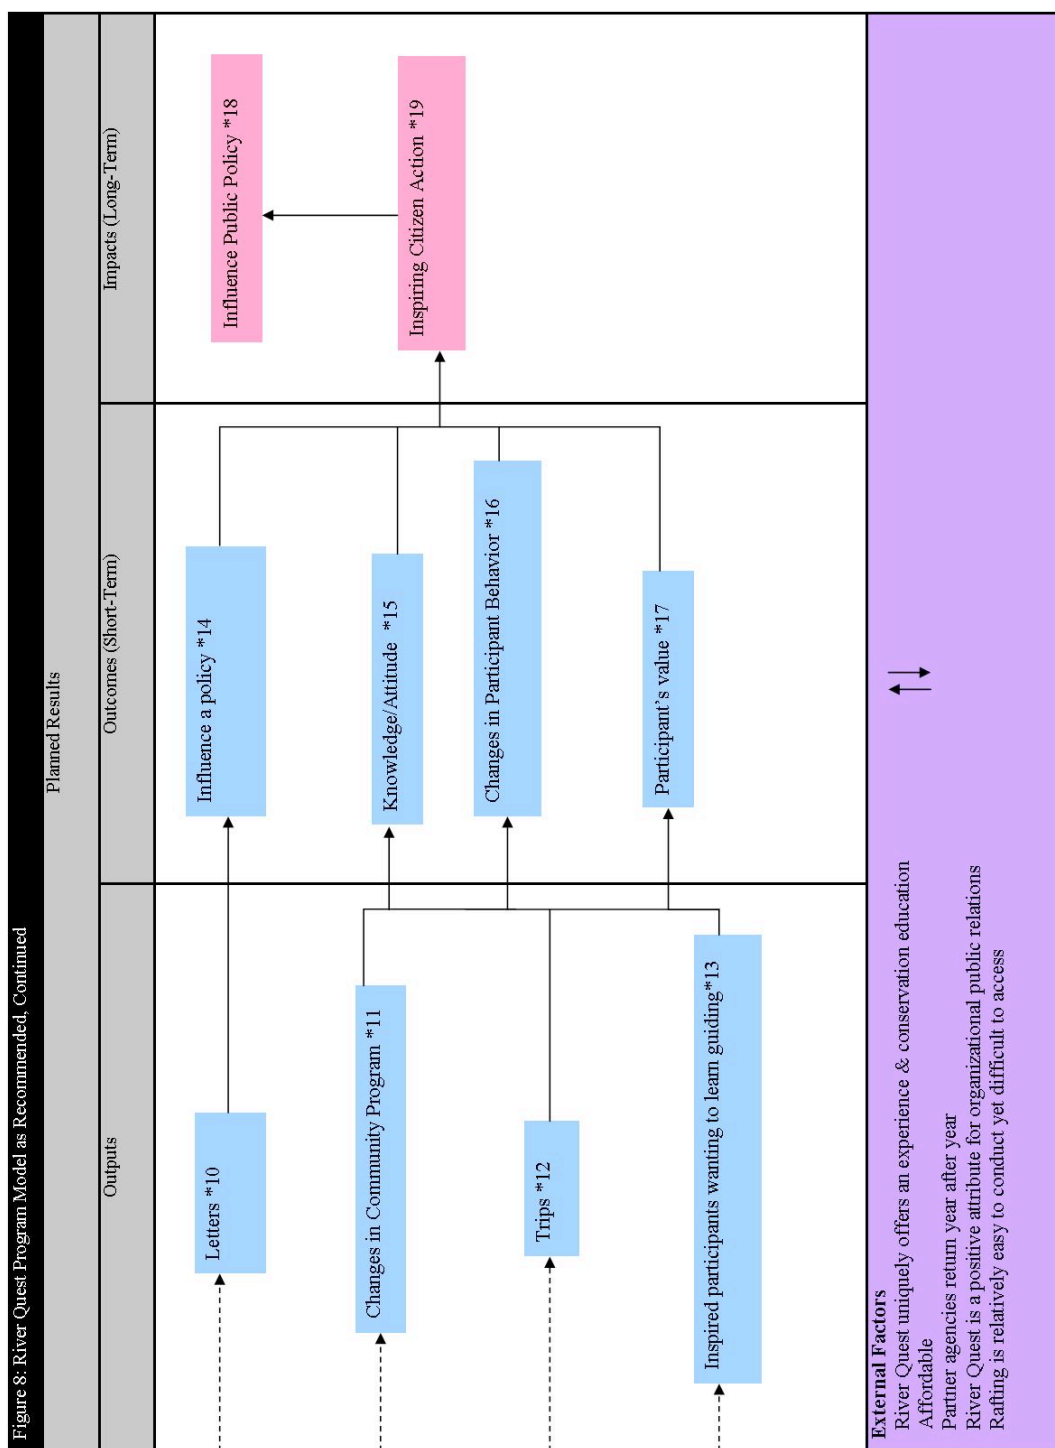 Figure 8: River Quest Program Model as Recommended, Continued
Planned Results
Outputs
Outcomes (Short-Term)
Impacts (Long-Term)
Letters *10
Changes in Community Program *11
Trips *12
Inspired participants wanting to learn guiding*13
Influence a policy *14
Knowledge/Attitude *15
Changes in Participant Behavior *16
Participant's value *17
Influence Public Policy *18
Inspiring Citizen Action *19
External Factors
River Quest uniquely offers an experience & conservation education
Affordable
Partner agencies return year after year
River Quest is a positive attribute for organizational public relations
Rafting is relatively easy to conduct yet difficult to access